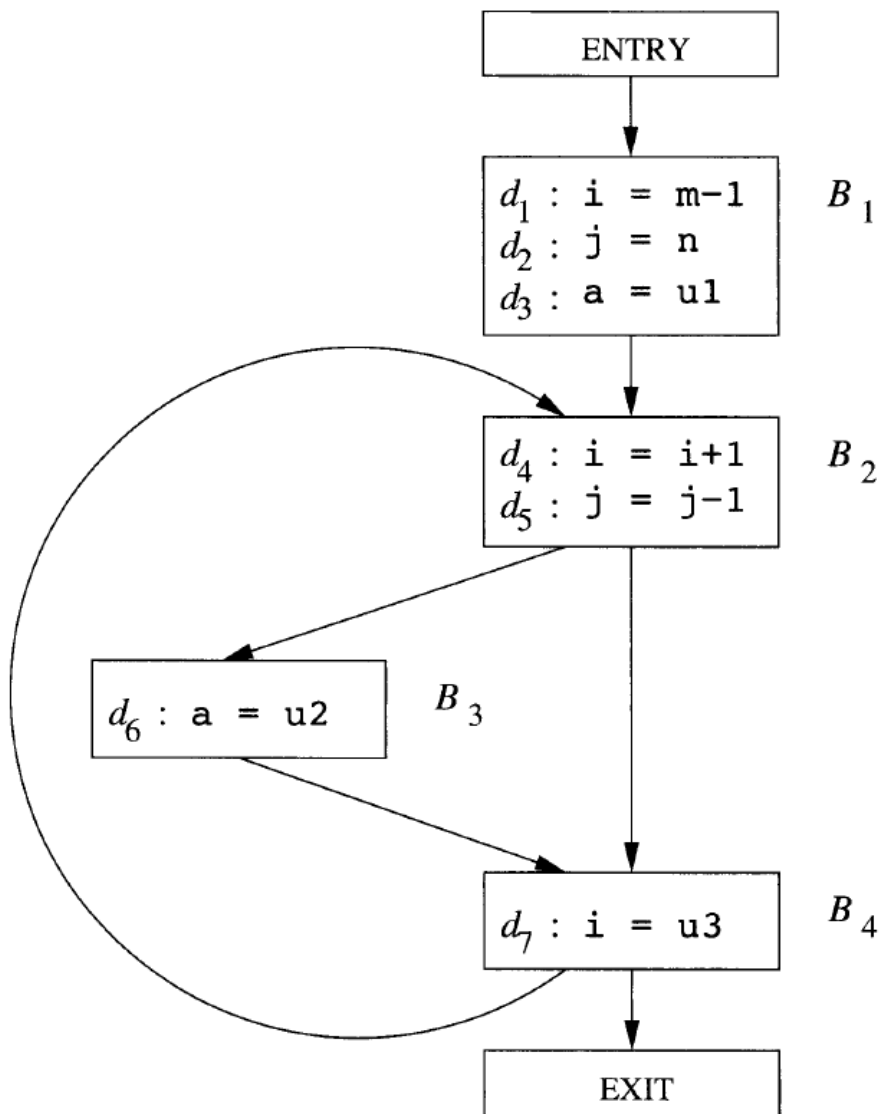 ENTRY
d1 : i = m-1
d2 : j = n
d3 : a = u1
B 1
d4 : i = i+1
d5 : j = j-1
B 2
d6 : a = u2
B 3
d7 : i = u3
B 4
EXIT